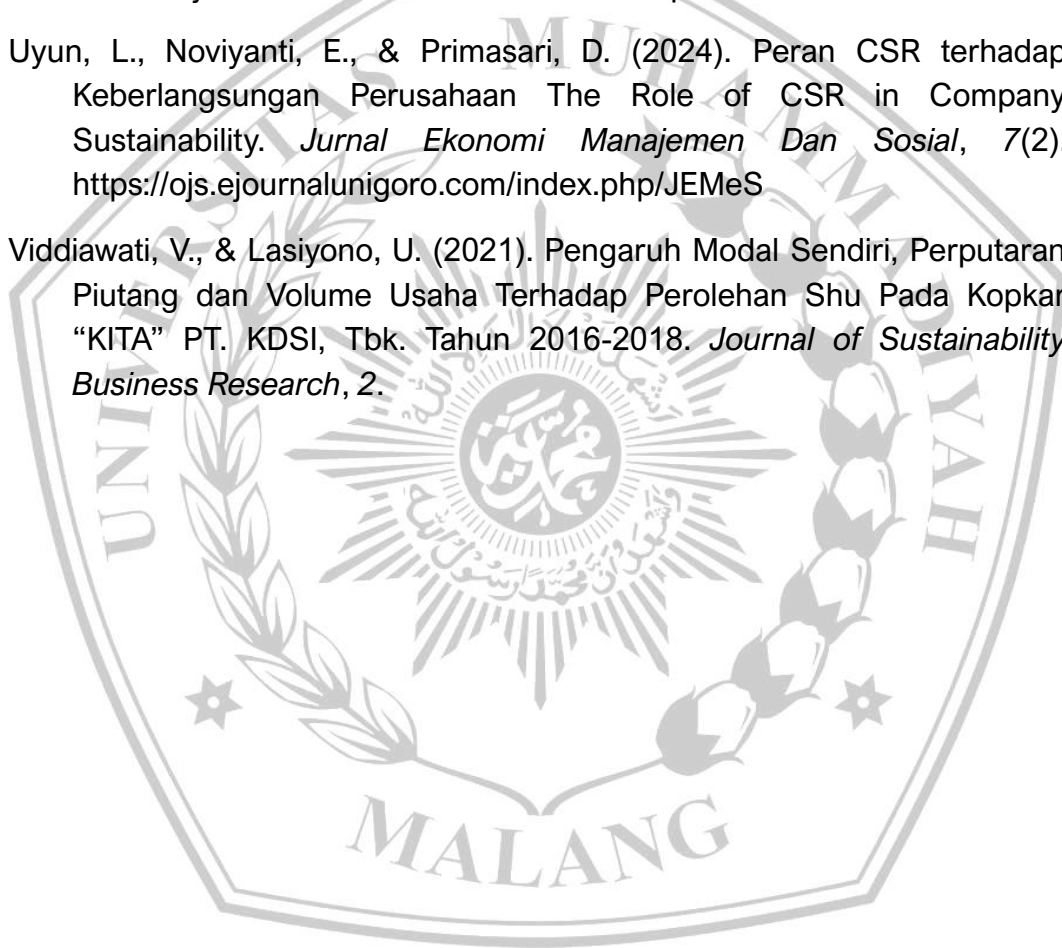 Uyun, L., Noviyanti, E., & Primasari, D. (2024). Peran CSR terhadap
Keberlangsungan Perusahaan The Role of CSR in Company
Sustainability. Jurnal Ekonomi Manajemen Dan Sosial, 7(2).
https://ojs.ejournalunigoro.com/index.php/JEMeS
Viddiawati, V., & Lasiyono, U. (2021). Pengaruh Modal Sendiri, Perputaran
Piutang dan Volume Usaha Terhadap Perolehan Shu Pada Kopkar
“KITA” PT. KDSI, Tbk. Tahun 2016-2018. Journal of Sustainability
Business Research, 2.
UNIVERSITAS MUHAMMADIYAH
MALANG